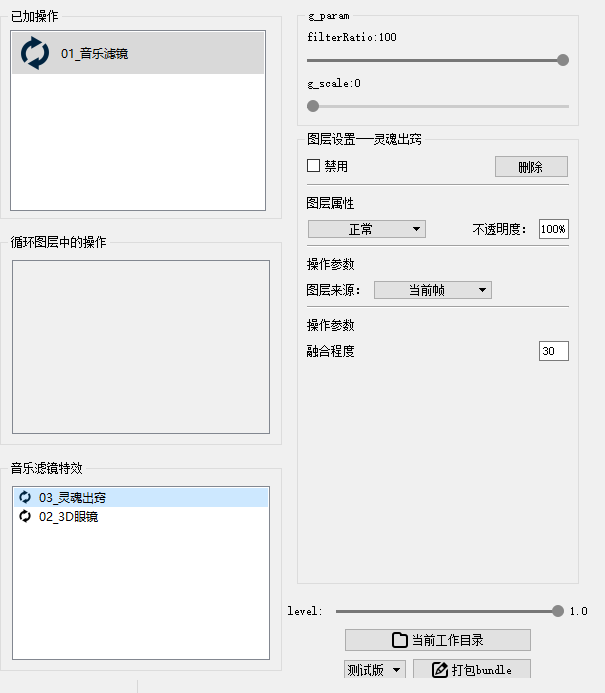 已加操作
01_音乐滤镜
循环图层中的操作
音乐滤镜特效
03_灵魂出窍
02_3D眼镜
g_param
filterRatio:100
g_scale:0
图层设置——灵魂出窍
禁用
删除
图层属性
正常
不透明度：
100%
操作参数
图层来源：
当前帧
操作参数
融合程度
30
level:
1.0
当前工作目录
测试版
打包bundle